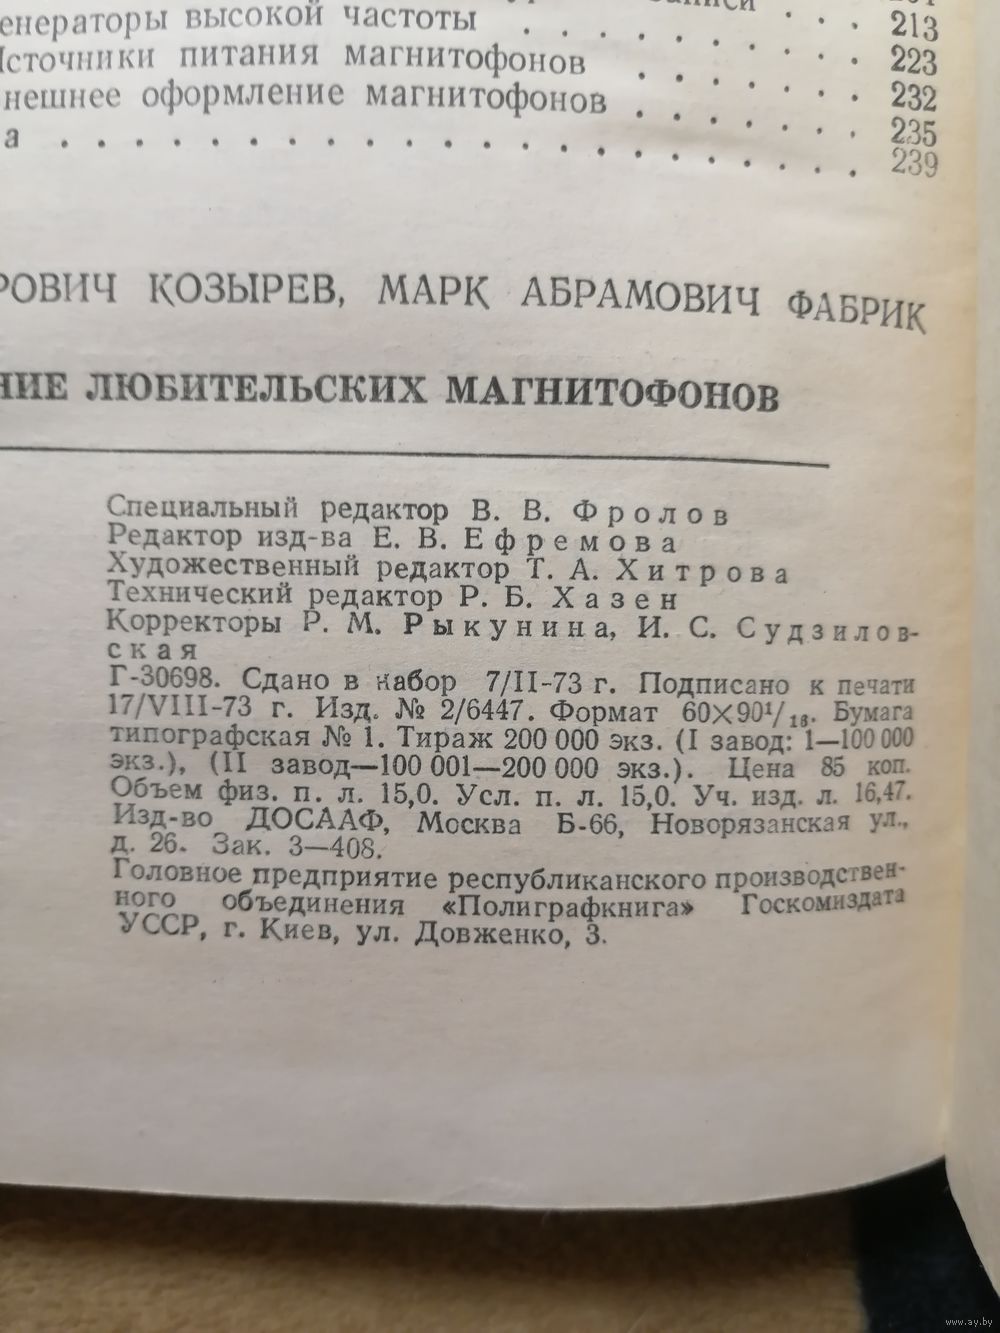 213
енераторы высокой частоты . . . . . . . . . . 223
Источники питания магнитофонов . . . . . . . 232
нешнее оформление магнитофонов . . . . . . . 235
а . . . . . . . . . . . . . . . . . . . . . . 239
РОВИЧ КОЗЫРЕВ, МАРК АБРАМОВИЧ ФАБРИК
НИЕ ЛЮБИТЕЛЬСКИХ МАГНИТОФОНОВ
Специальный редактор В. В. Фролов
Редактор изд-ва Е. В. Ефремова
Художественный редактор Т. А. Хитрова
Технический редактор Р. Б. Хазен
Корректоры Р. М. Рыкунина, И. С. Судзилов-
ская
Г-30698. Сдано в набор 7/II-73 г. Подписано к печати
17/VIII-73 г. Изд. № 2/6447. Формат 60×90¹/₁₆. Бумага
типографская № 1. Тираж 200 000 экз. (I завод: 1—100 000
экз.), (II завод—100 001—200 000 экз.). Цена 85 коп.
Объем физ. п. л. 15,0. Усл. п. л. 15,0. Уч. изд. л. 16,47.
Изд-во ДОСААФ, Москва Б-66, Новорязанская ул.,
д. 26. Зак. 3—408.
Головное предприятие республиканского производствен-
ного объединения «Полиграфкнига» Госкомиздата
УССР, г. Киев, ул. Довженко, 3.
www.ay.by